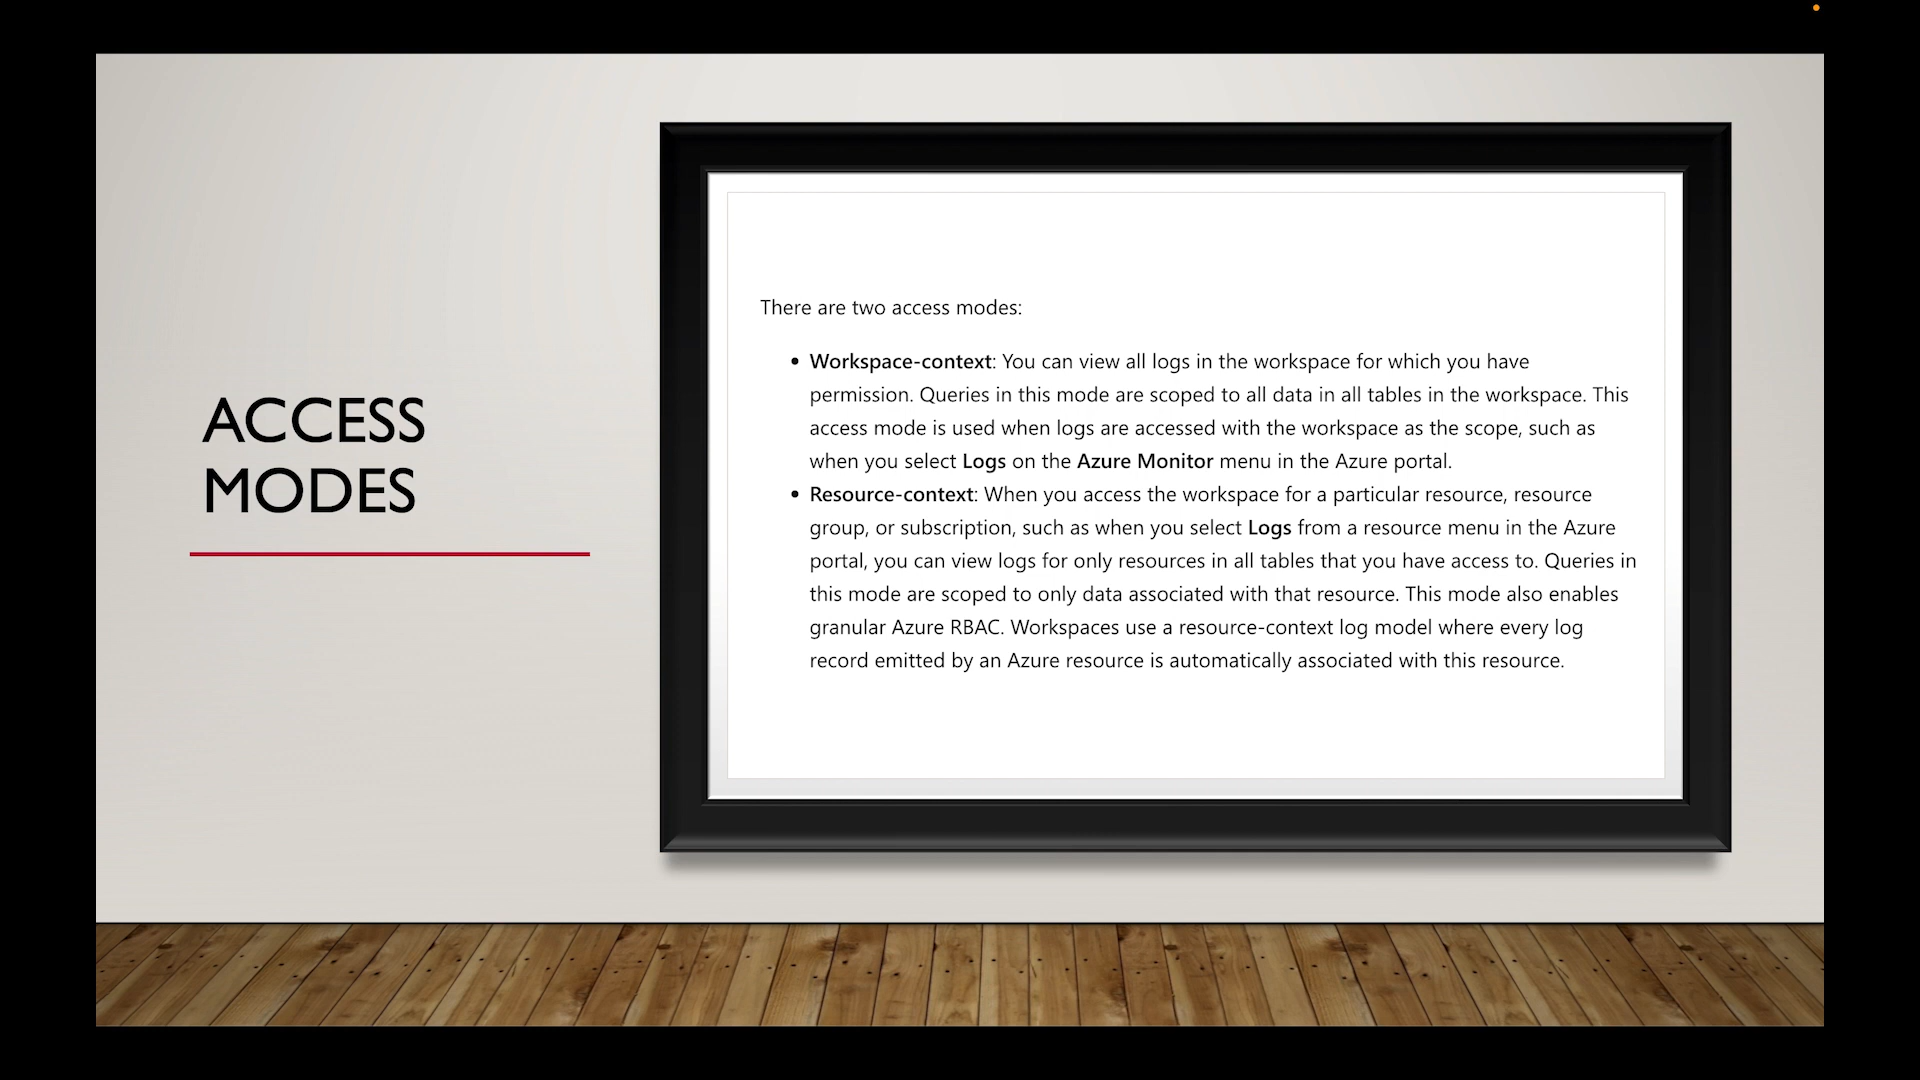 ACCESS
MODES
There are two access modes:
• Workspace-context: You can view all logs in the workspace for which you have
permission. Queries in this mode are scoped to all data in all tables in the workspace. This
access mode is used when logs are accessed with the workspace as the scope, such as
when you select Logs on the Azure Monitor menu in the Azure portal.
• Resource-context: When you access the workspace for a particular resource, resource
group, or subscription, such as when you select Logs from a resource menu in the Azure
portal, you can view logs for only resources in all tables that you have access to. Queries in
this mode are scoped to only data associated with that resource. This mode also enables
granular Azure RBAC. Workspaces use a resource-context log model where every log
record emitted by an Azure resource is automatically associated with this resource.